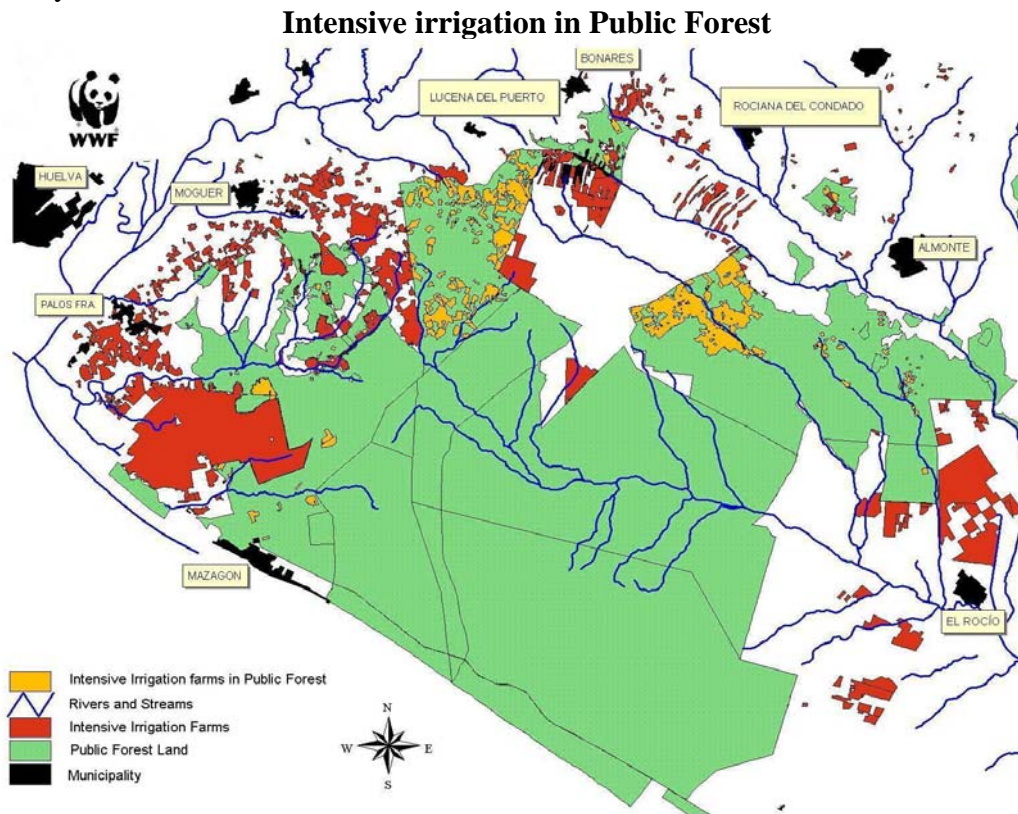 Intensive irrigation in Public Forest
WWF
BONARES
LUCENA DEL PUERTO
ROCIANA DEL CONDADO
HUELVA
MOGUER
ALMONTE
PALOS FRA.
MAZAGON
EL ROCÍO
Intensive Irrigation farms in Public Forest
Rivers and Streams
Intensive Irrigation Farms
Public Forest Land
Municipality
N
W E
S